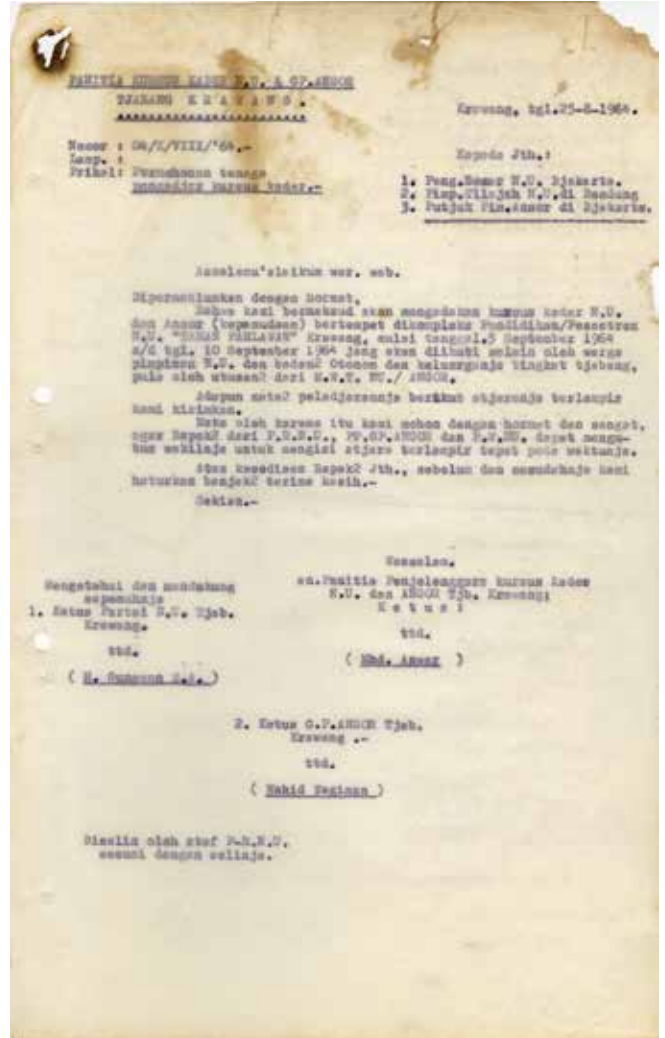 PANITIA KURSUS KADER N.U. & GP.ANSOR
TJABANG KRAWANG.
Krawang, tgl.25-8-1964.
Nomor : 04/K/VIII/'64.-
Lamp. :
Prihal: Permohonan tenaga
pengadjar kursus kader.-
Kepada Jth.:
1. Peng.Besar N.U. Djakarta.
2. Pimp.Wilajah N.U.di Bandung
3. Putjuk Pim.Ansor di Djakarta.
Assalamu'alaikum war. wab.
Dipermaklumkan dengan hormat,
Bahwa kami bermaksud akan mengadakan kursus kader N.U.
dan Ansor (kepemudaan) bertempat dikompleks Pendidikan/Pesantren
N.U. "TAMAN PAHLAWAN" Krawang, mulai tanggal.5 September 1964
s/d tgl. 10 September 1964 jang akan diikuti selain oleh warga
pimpinan N.U. dan badan2 Otonom dan keluarganja tingkat tjabang,
pula oleh utusan2 dari M.W.T. NU./ ANSOR.
Adapun mata2 peladjarannja berikut atjaranja terlampir
kami kirimkan.
Maka oleh karena itu kami mohon dengan hormat dan sangat,
agar Bapak2 dari P.B.N.U., PP.GP.ANSOR dan P.W.NU. dapat mengu-
tus wakilnja untuk mengisi atjara terlampir tepat pada waktunja.
Atas kesediaan Bapak2 Jth., sebelum dan sesudahnja kami
haturkan banjak2 terima kasih.-
Sekian.-
Wassalam,
Mengetahui dan mendukung
sepenuhnja
an.Panitia Penjelenggara kursus Kader
N.U. dan ANSOR Tjb. Krawang;
K e t u a :
1. Ketua Partai N.U. Tjab.
Krawang.
ttd.
ttd.
( Mhd. Anwar )
2. Ketua G.P.ANSOR Tjab.
Krawang .-
ttd.
Disalin oleh staf P.B.N.U.
sesuai dengan aslinja.